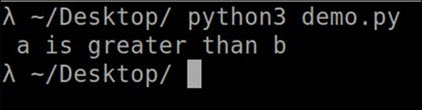 λ ~/Desktop/ python3 demo.py
a is greater than b
λ ~/Desktop/